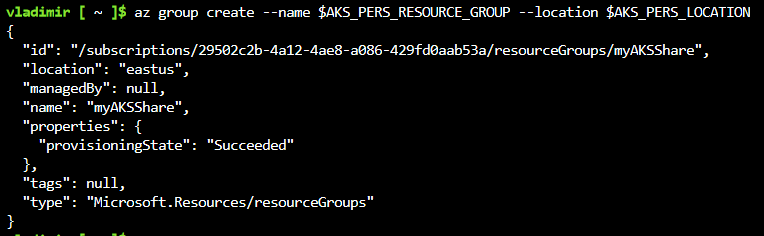 vladimir [ ~ ]$ az group create --name $AKS_PERS_RESOURCE_GROUP --location $AKS_PERS_LOCATION
{
  "id": "/subscriptions/29502c2b-4a12-4ae8-a086-429fd0aab53a/resourceGroups/myAKSShare",
  "location": "eastus",
  "managedBy": null,
  "name": "myAKSShare",
  "properties": {
    "provisioningState": "Succeeded"
  },
  "tags": null,
  "type": "Microsoft.Resources/resourceGroups"
}